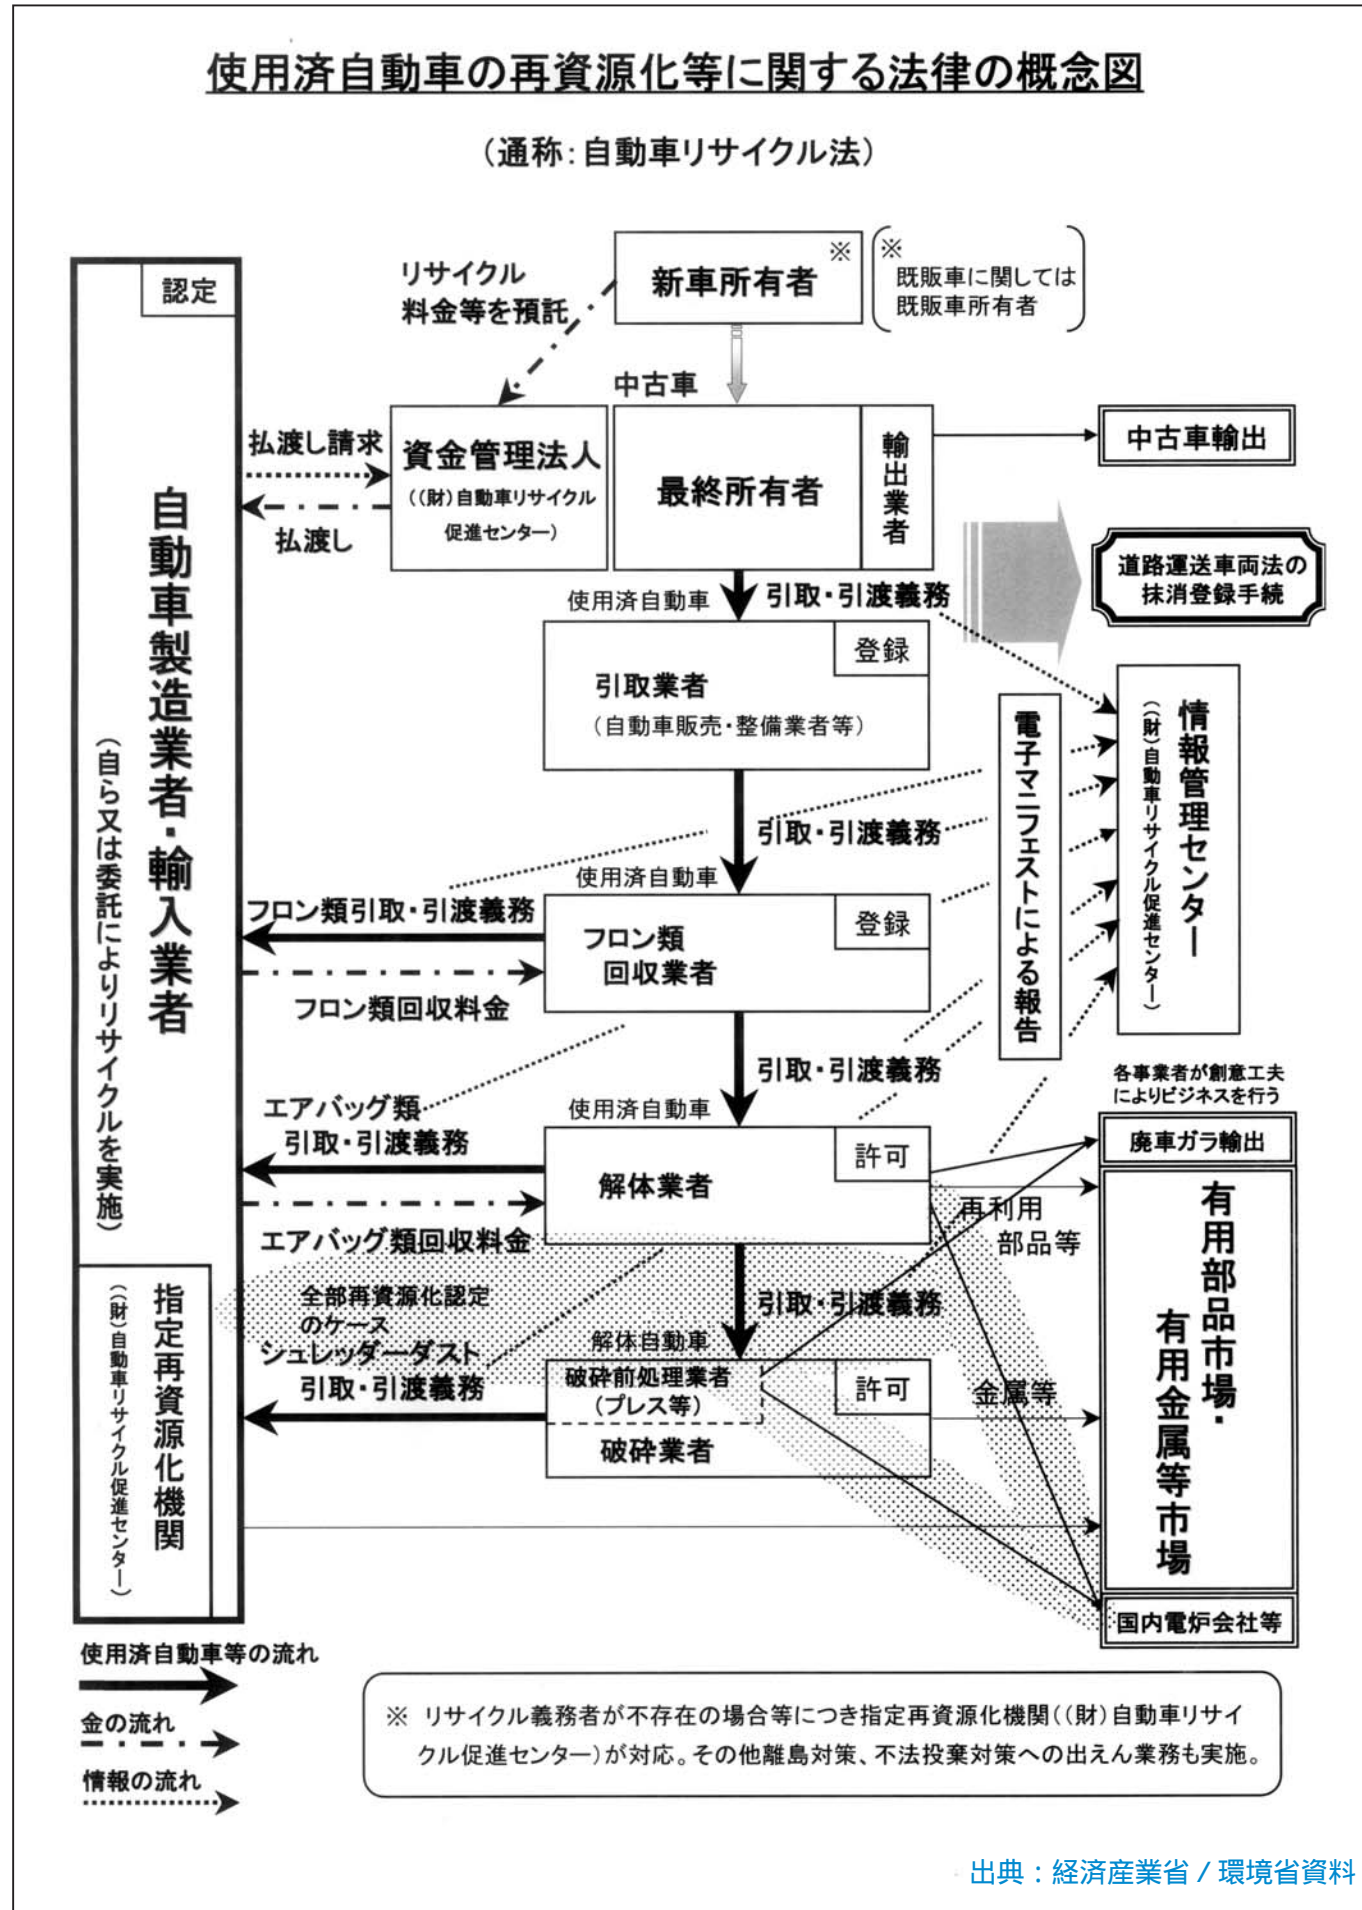 使用済自動車の再資源化等に関する法律の概念図
（通称：自動車リサイクル法）
新車所有者
※
※
既販車に関しては
既販車所有者
リサイクル
料金等を預託
認定
自動車製造業者・輸入業者
（自ら又は委託によりリサイクルを実施）
中古車
払渡し請求
払渡し
資金管理法人
（（財）自動車リサイクル
促進センター）
最終所有者
輸出業者
中古車輸出
道路運送車両法の
抹消登録手続
使用済自動車
引取・引渡義務
登録
引取業者
（自動車販売・整備業者等）
電子マニフェストによる報告
情報管理センター
（（財）自動車リサイクル促進センター）
引取・引渡義務
使用済自動車
フロン類引取・引渡義務
フロン類回収料金
登録
フロン類
回収業者
引取・引渡義務
使用済自動車
エアバッグ類
引取・引渡義務
エアバッグ類回収料金
許可
解体業者
各事業者が創意工夫
によりビジネスを行う
廃車ガラ輸出
有用部品市場・
有用金属等市場
国内電炉会社等
再利用
部品等
全部再資源化認定
のケース
シュレッダーダスト
引取・引渡義務
引取・引渡義務
解体自動車
破砕前処理業者
（プレス等）
許可
破砕業者
金属等
指定再資源化機関
（（財）自動車リサイクル促進センター）
使用済自動車等の流れ
金の流れ
情報の流れ
※ リサイクル義務者が不存在の場合等につき指定再資源化機関（（財）自動車リサイ
クル促進センター）が対応。その他離島対策、不法投棄対策への出えん業務も実施。
出典：経済産業省 / 環境省資料